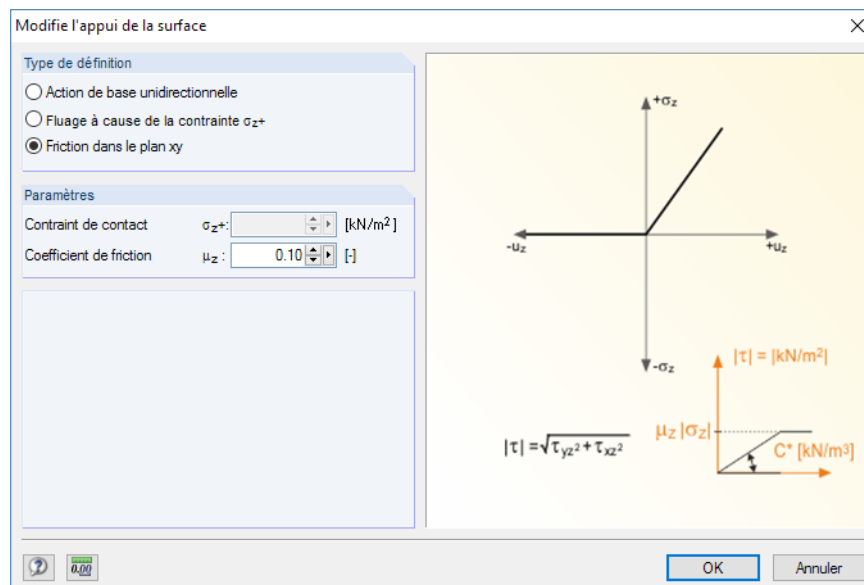 Modifie l'appui de la surface
Type de définition
Action de base unidirectionnelle
Fluage à cause de la contrainte σz+
Friction dans le plan xy
Paramètres
Contraint de contact σz+: [kN/m²]
Coefficient de friction μz : 0.10 [-]
+σz
-uz
+uz
-σz
|τ| = |kN/m²|
μz |σz|
C* [kN/m³]
|τ|=√τyz²+τxz²
0.00
OK
Annuler